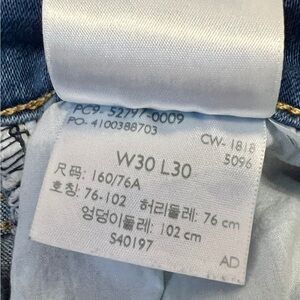 PC9- 52797-0009
PO- 4100388703
CW- 1818
5096
W30 L30
尺码: 160/76A
호칭: 76-102 허리둘레: 76 cm
엉덩이둘레: 102 cm
S40197
AD